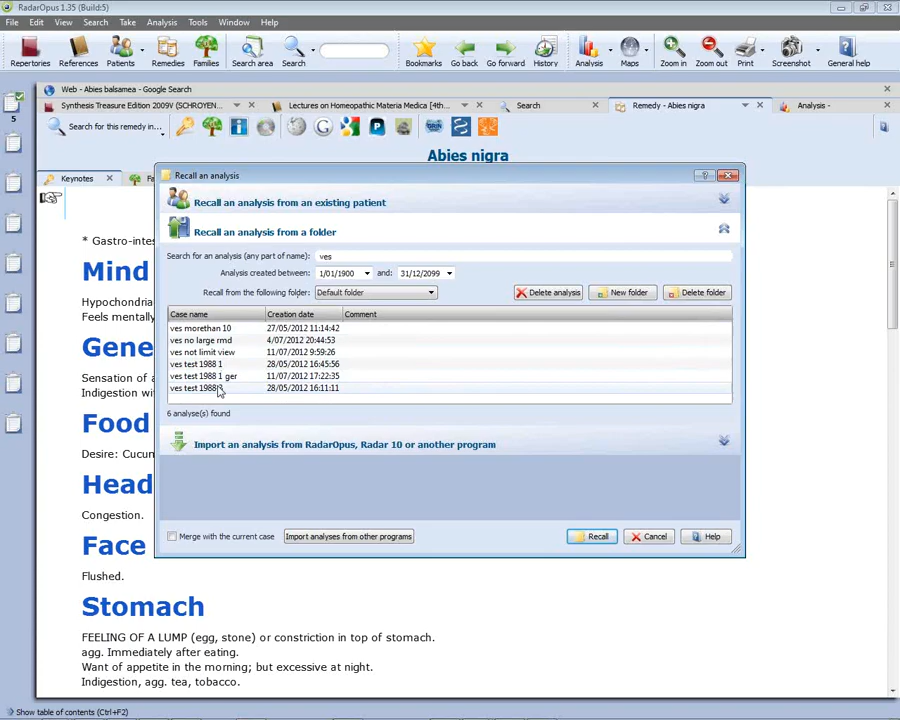 RadarOpus 1.35 (Build:5)
File Edit View Search Take Analysis Tools Window Help
Repertories References Patients Remedies Families Search area Search Bookmarks Go back Go forward History Analysis Maps Zoom in Zoom out Print Screenshot General help
Web - Abies balsamea - Google Search
5
Synthesis Treasure Edition 2009V (SCHROYEN... Lectures on Homeopathic Materia Medica [4th... Search Remedy - Abies nigra Analysis -
Search for this remedy in...
Abies nigra
Keynotes
Recall an analysis
Recall an analysis from an existing patient
Recall an analysis from a folder
Search for an analysis (any part of name): ves
Analysis created between: 1/01/1900 and: 31/12/2099
Recall from the following folder: Default folder Delete analysis New folder Delete folder
Case name Creation date Comment
ves morethan 10 27/05/2012 11:14:42
ves no large rmd 4/07/2012 20:44:53
ves not limit view 11/07/2012 9:59:26
ves test 1988 1 28/05/2012 16:45:56
ves test 1988 1 ger 11/07/2012 17:22:35
ves test 1988 28/05/2012 16:11:11
6 analyse(s) found
Import an analysis from RadarOpus, Radar 10 or another program
Merge with the current case Import analyses from other programs Recall Cancel Help
* Gastro-intes
Mind
Hypochondria
Feels mentally
Gene
Sensation of a
Indigestion wi
Food
Desire: Cucun
Head
Congestion.
Face
Flushed.
Stomach
FEELING OF A LUMP (egg, stone) or constriction in top of stomach.
agg. Immediately after eating.
Want of appetite in the morning; but excessive at night.
Indigestion, agg. tea, tobacco.
Show table of contents (Ctrl+F2)